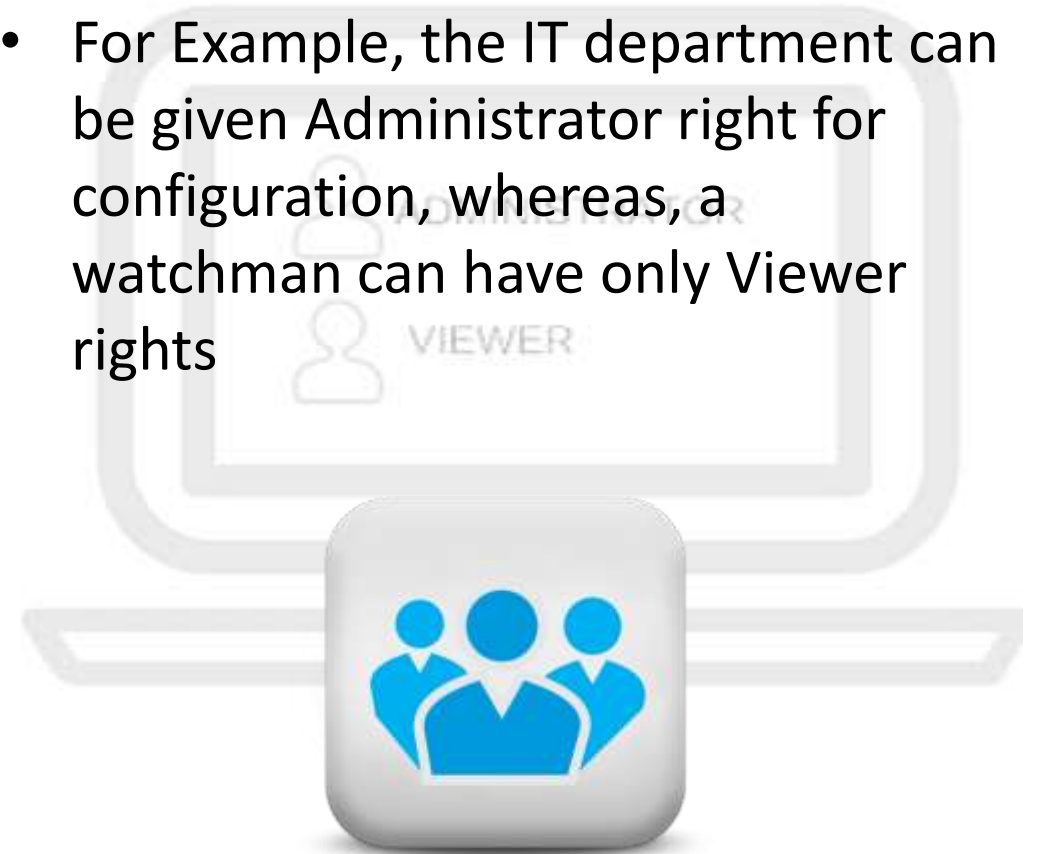 • For Example, the IT department can
be given Administrator right for
configuration, whereas, a
ADMINISTRATOR
watchman can have only Viewer
rights
VIEWER